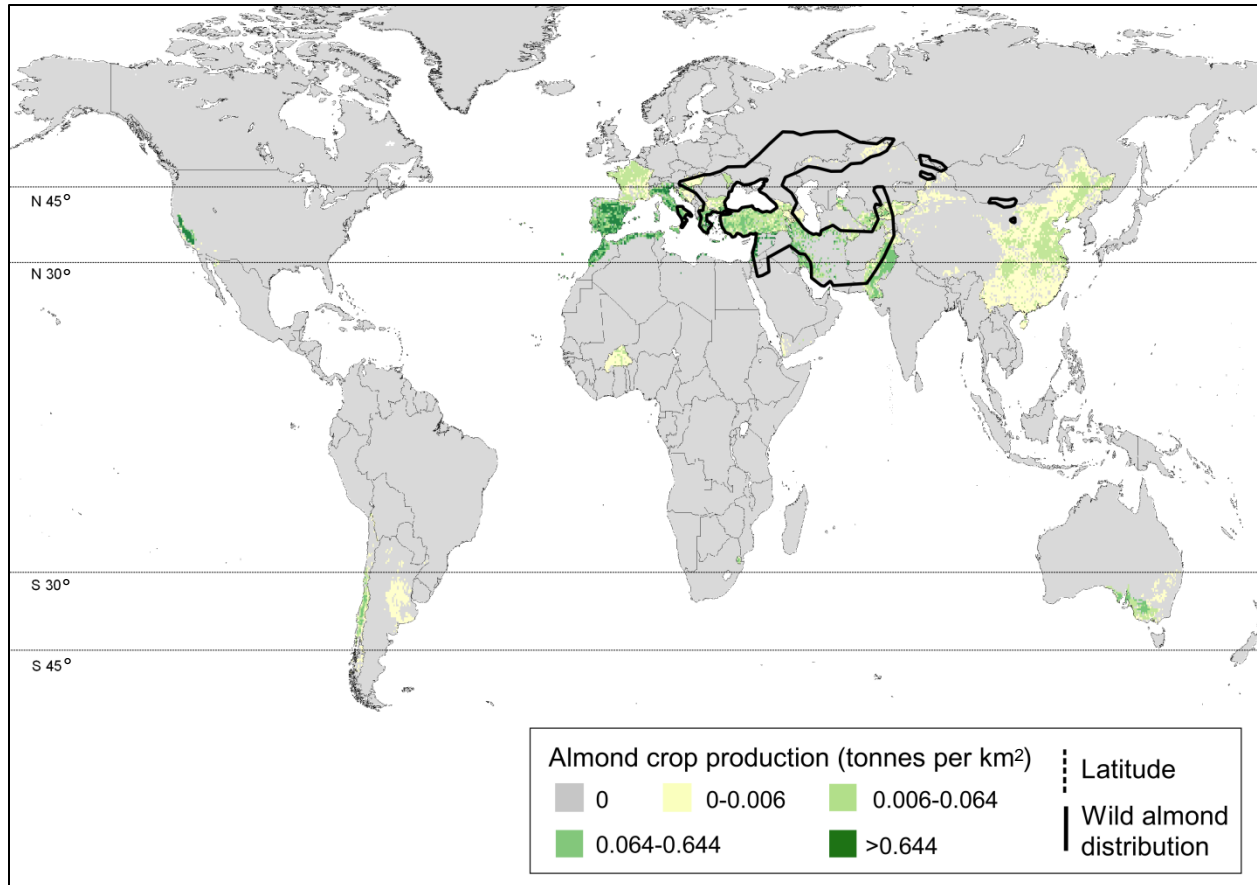 N 45°
N 30°
S 30°
S 45°
Almond crop production (tonnes per km²)
0
0-0.006
0.006-0.064
0.064-0.644
>0.644
Latitude
Wild almond
distribution